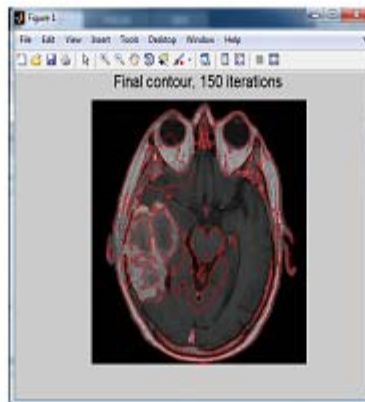 Figure 1
File Edit View Insert Tools Desktop Window Help
Final contour, 150 iterations